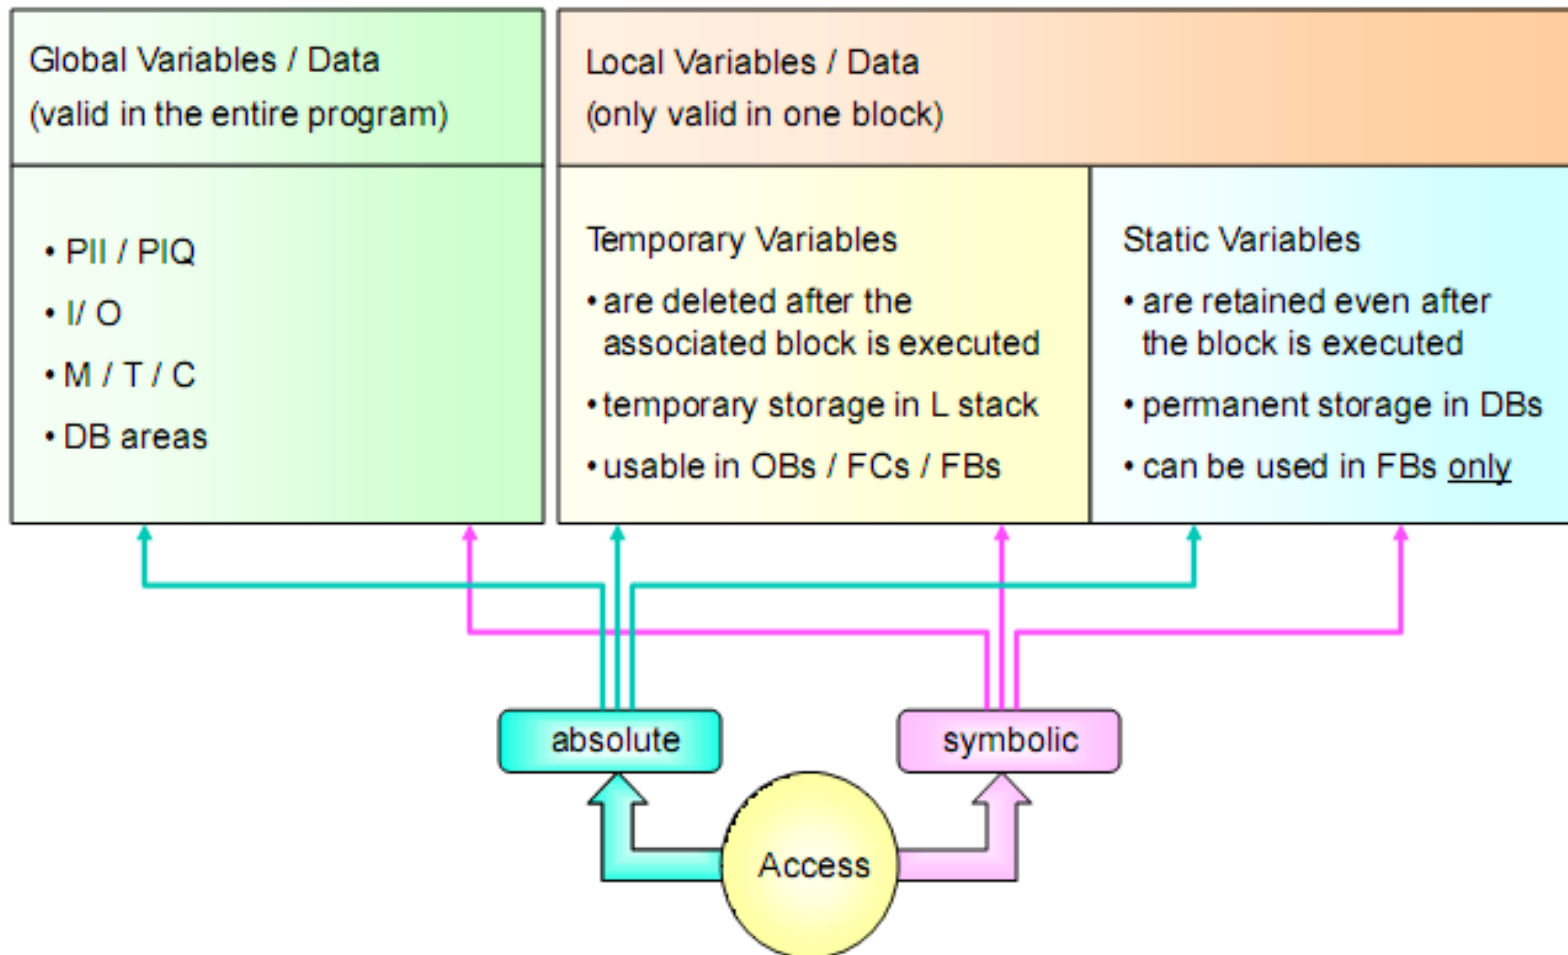 Global Variables / Data
(valid in the entire program)
• PII / PIQ
• I/ O
• M / T / C
• DB areas
Local Variables / Data
(only valid in one block)
Temporary Variables
• are deleted after the
associated block is executed
• temporary storage in L stack
• usable in OBs / FCs / FBs
Static Variables
• are retained even after
the block is executed
• permanent storage in DBs
• can be used in FBs only
absolute
symbolic
Access